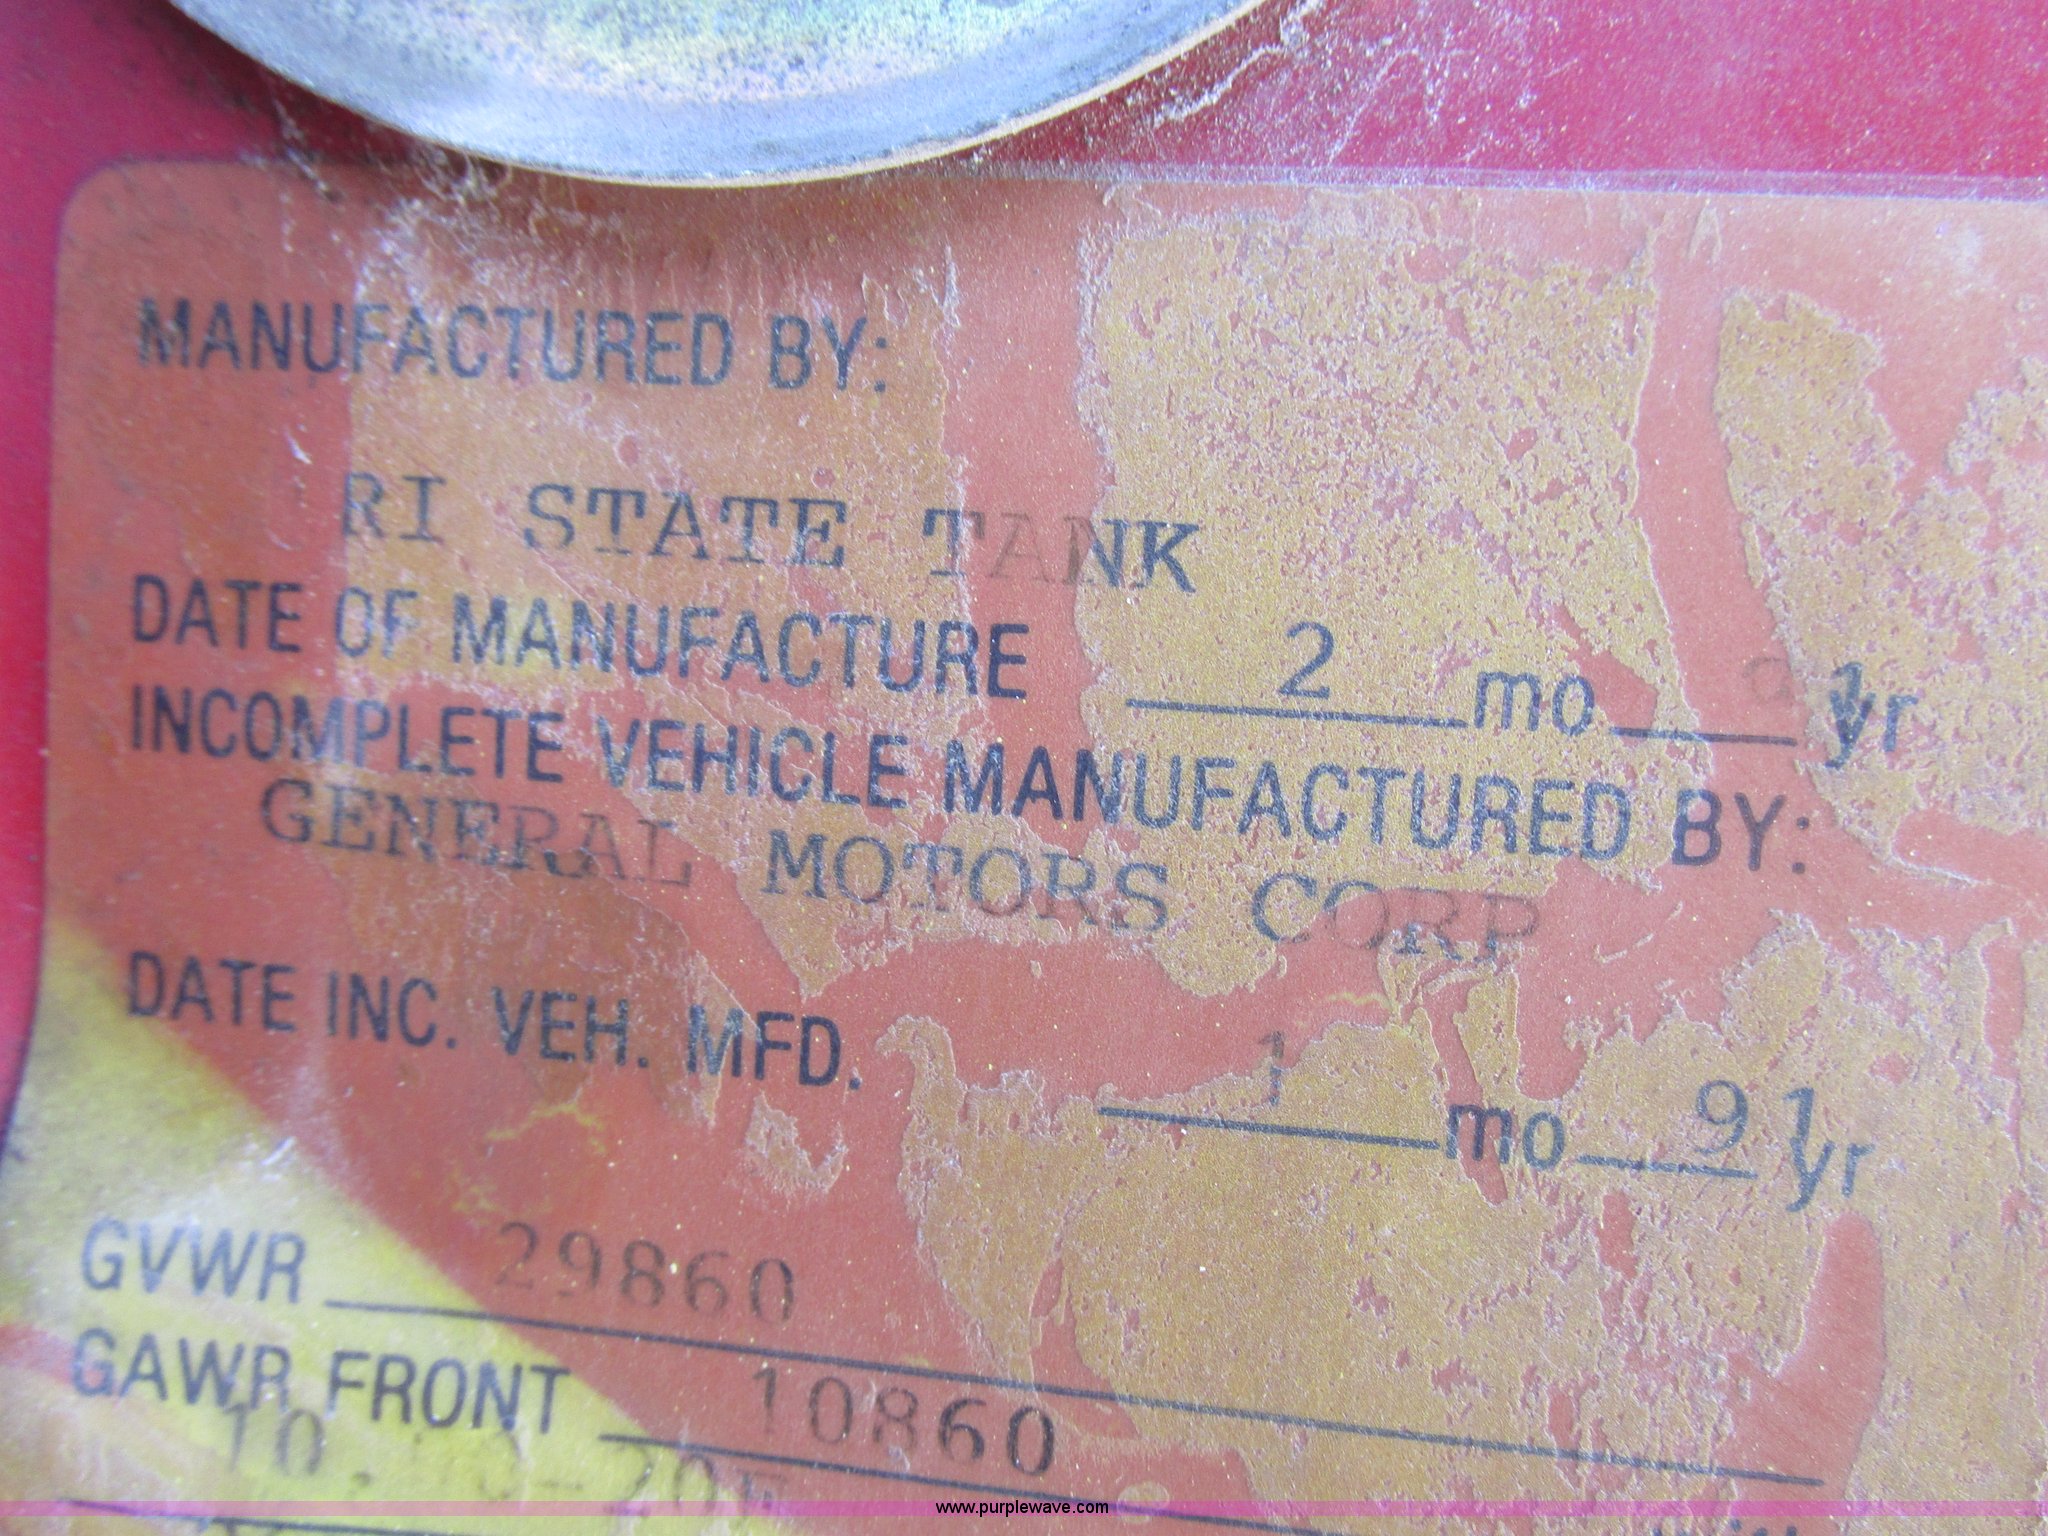 MANUFACTURED BY:
RI STATE TANK
DATE OF MANUFACTURE 2 mo yr
INCOMPLETE VEHICLE MANUFACTURED BY:
GENERAL MOTORS CORP
DATE INC. VEH. MFD. 1 mo 91 yr
GVWR 29860
GAWR FRONT 10860
www.purplewave.com